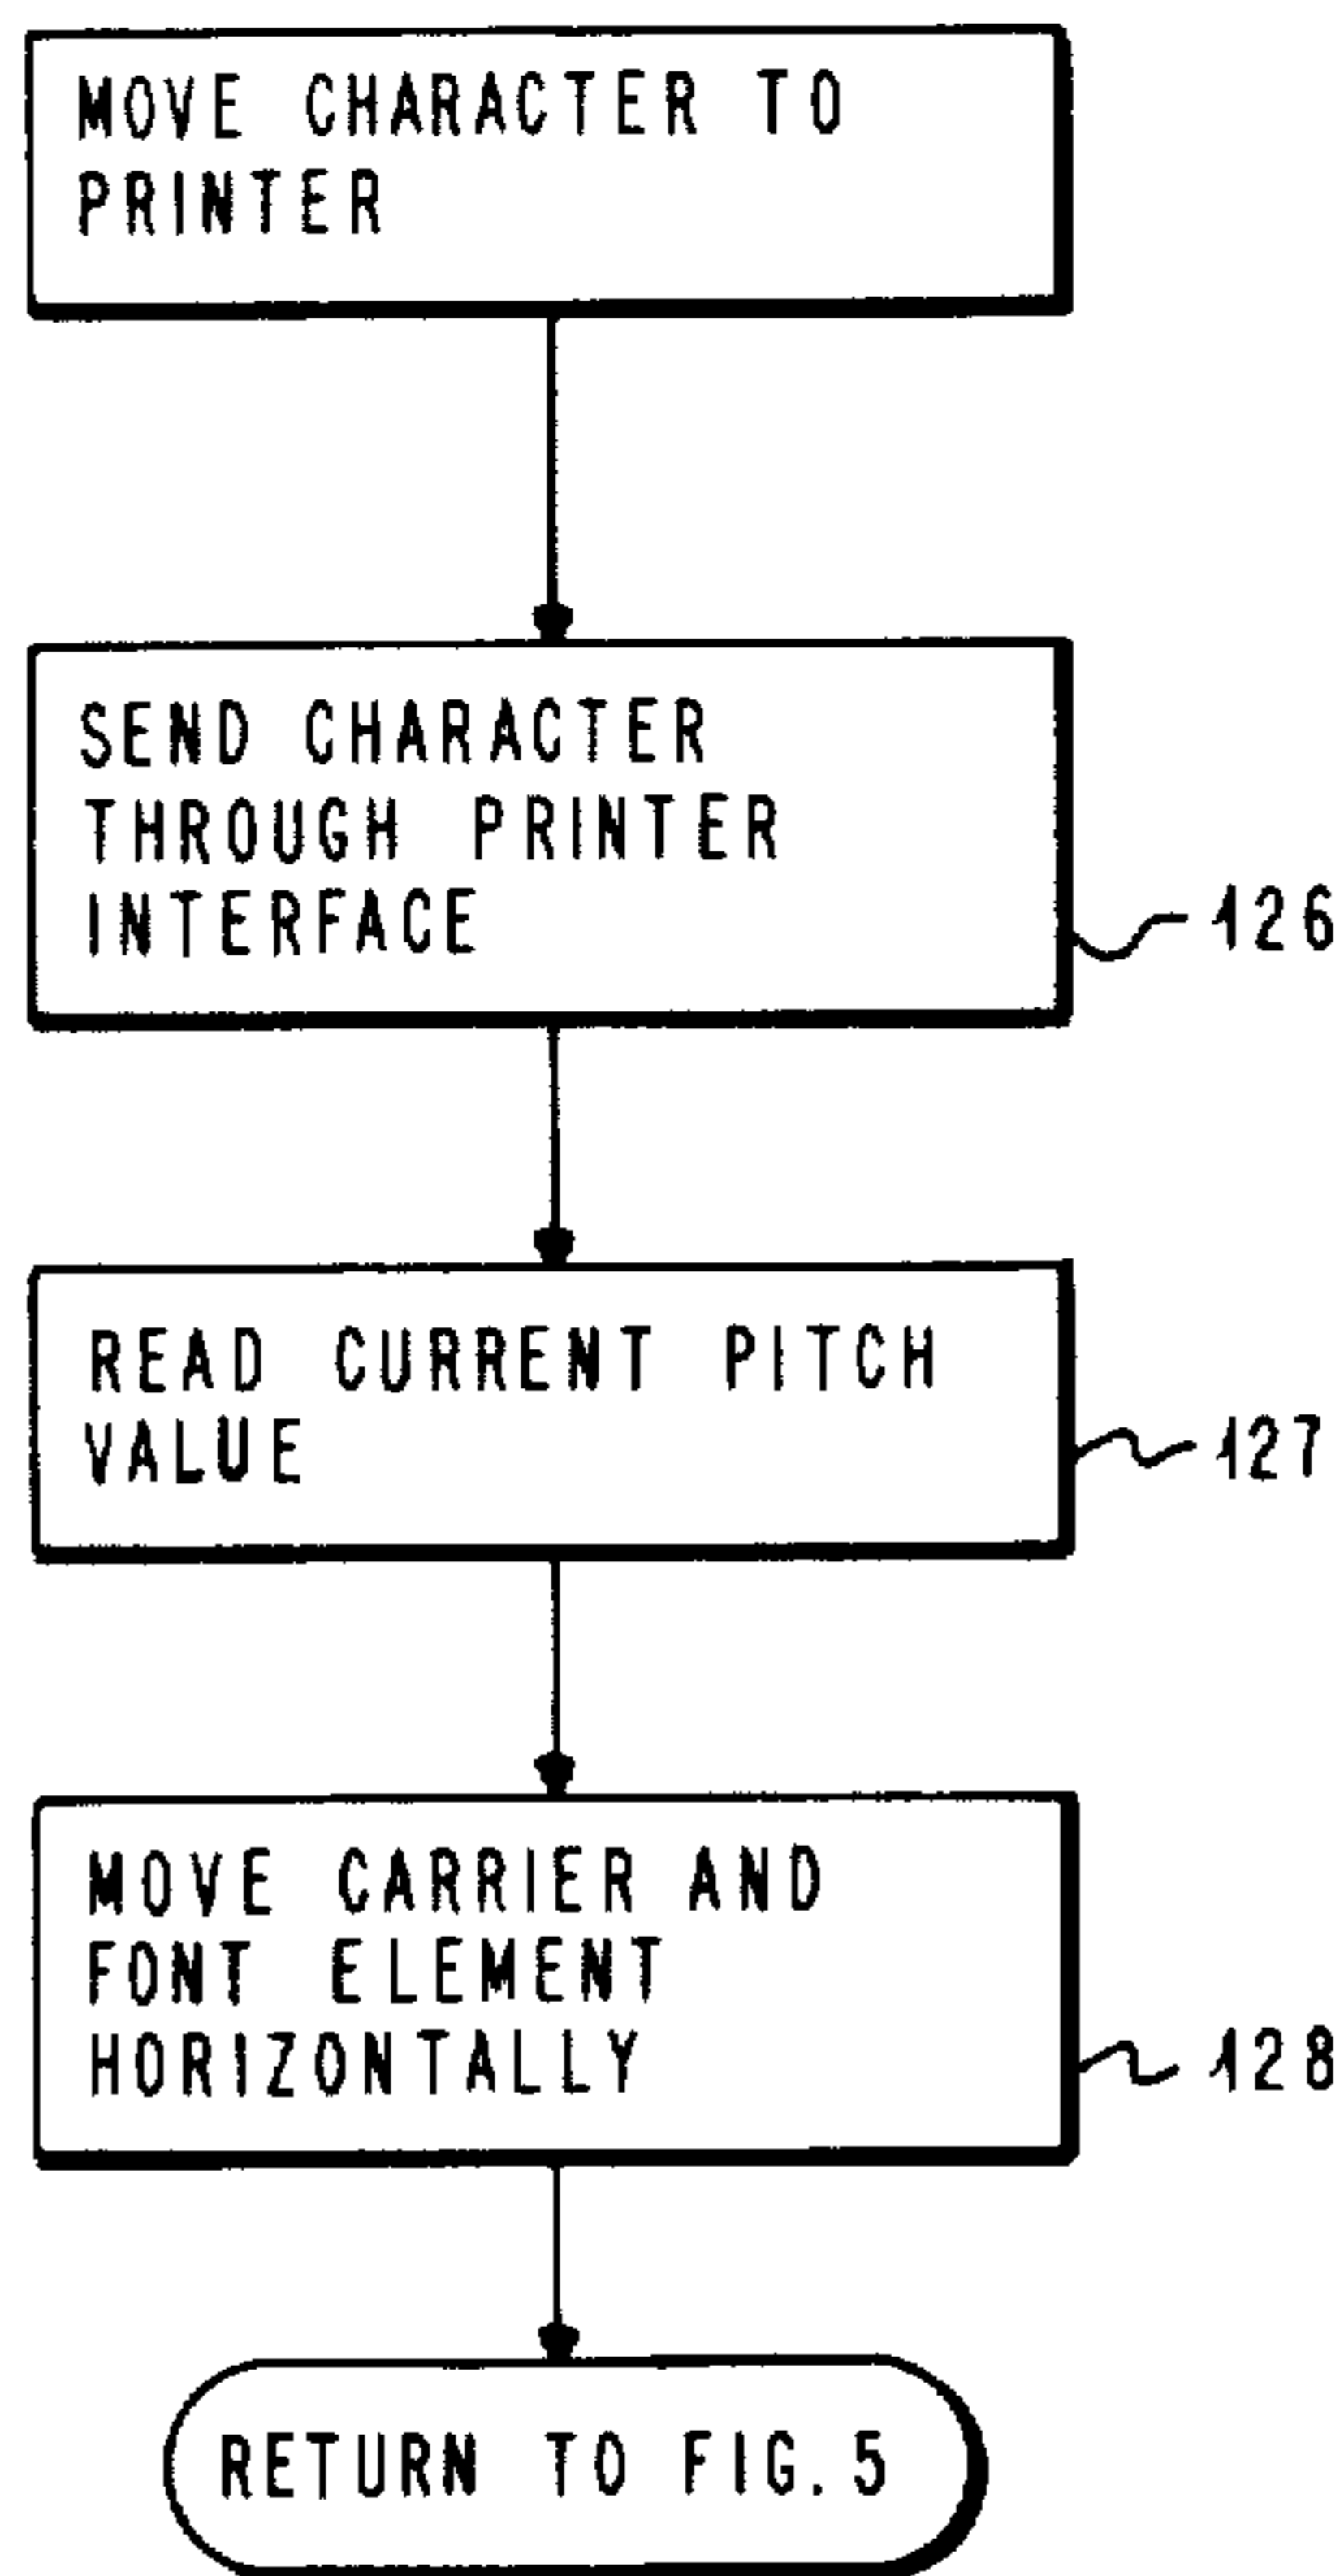 MOVE CHARACTER TO
PRINTER
SEND CHARACTER
THROUGH PRINTER
INTERFACE
126
READ CURRENT PITCH
VALUE
127
MOVE CARRIER AND
FONT ELEMENT
HORIZONTALLY
128
RETURN TO FIG. 5